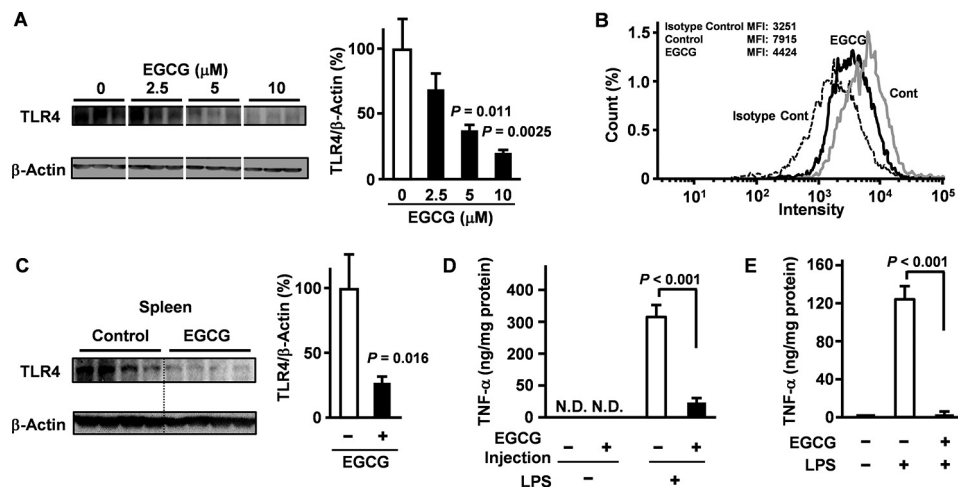 A
EGCG (μM)
0 2.5 5 10
TLR4
β-Actin
TLR4/β-Actin (%)
100
50
0
P = 0.011
P = 0.0025
0 2.5 5 10
EGCG (μM)
B
Isotype Control MFI: 3251
Control MFI: 7915
EGCG MFI: 4424
EGCG
Cont
Isotype Cont
Count (%)
1.5
1.0
0.5
0
10¹ 10² 10³ 10⁴ 10⁵
Intensity
C
Spleen
Control EGCG
TLR4
β-Actin
TLR4/β-Actin (%)
100
50
0
P = 0.016
– +
EGCG
D
TNF-α (ng/mg protein)
400
300
200
50
0
P < 0.001
N.D. N.D.
EGCG Injection – + – +
LPS – +
E
TNF-α (ng/mg protein)
160
120
80
40
0
P < 0.001
EGCG – – +
LPS – + +